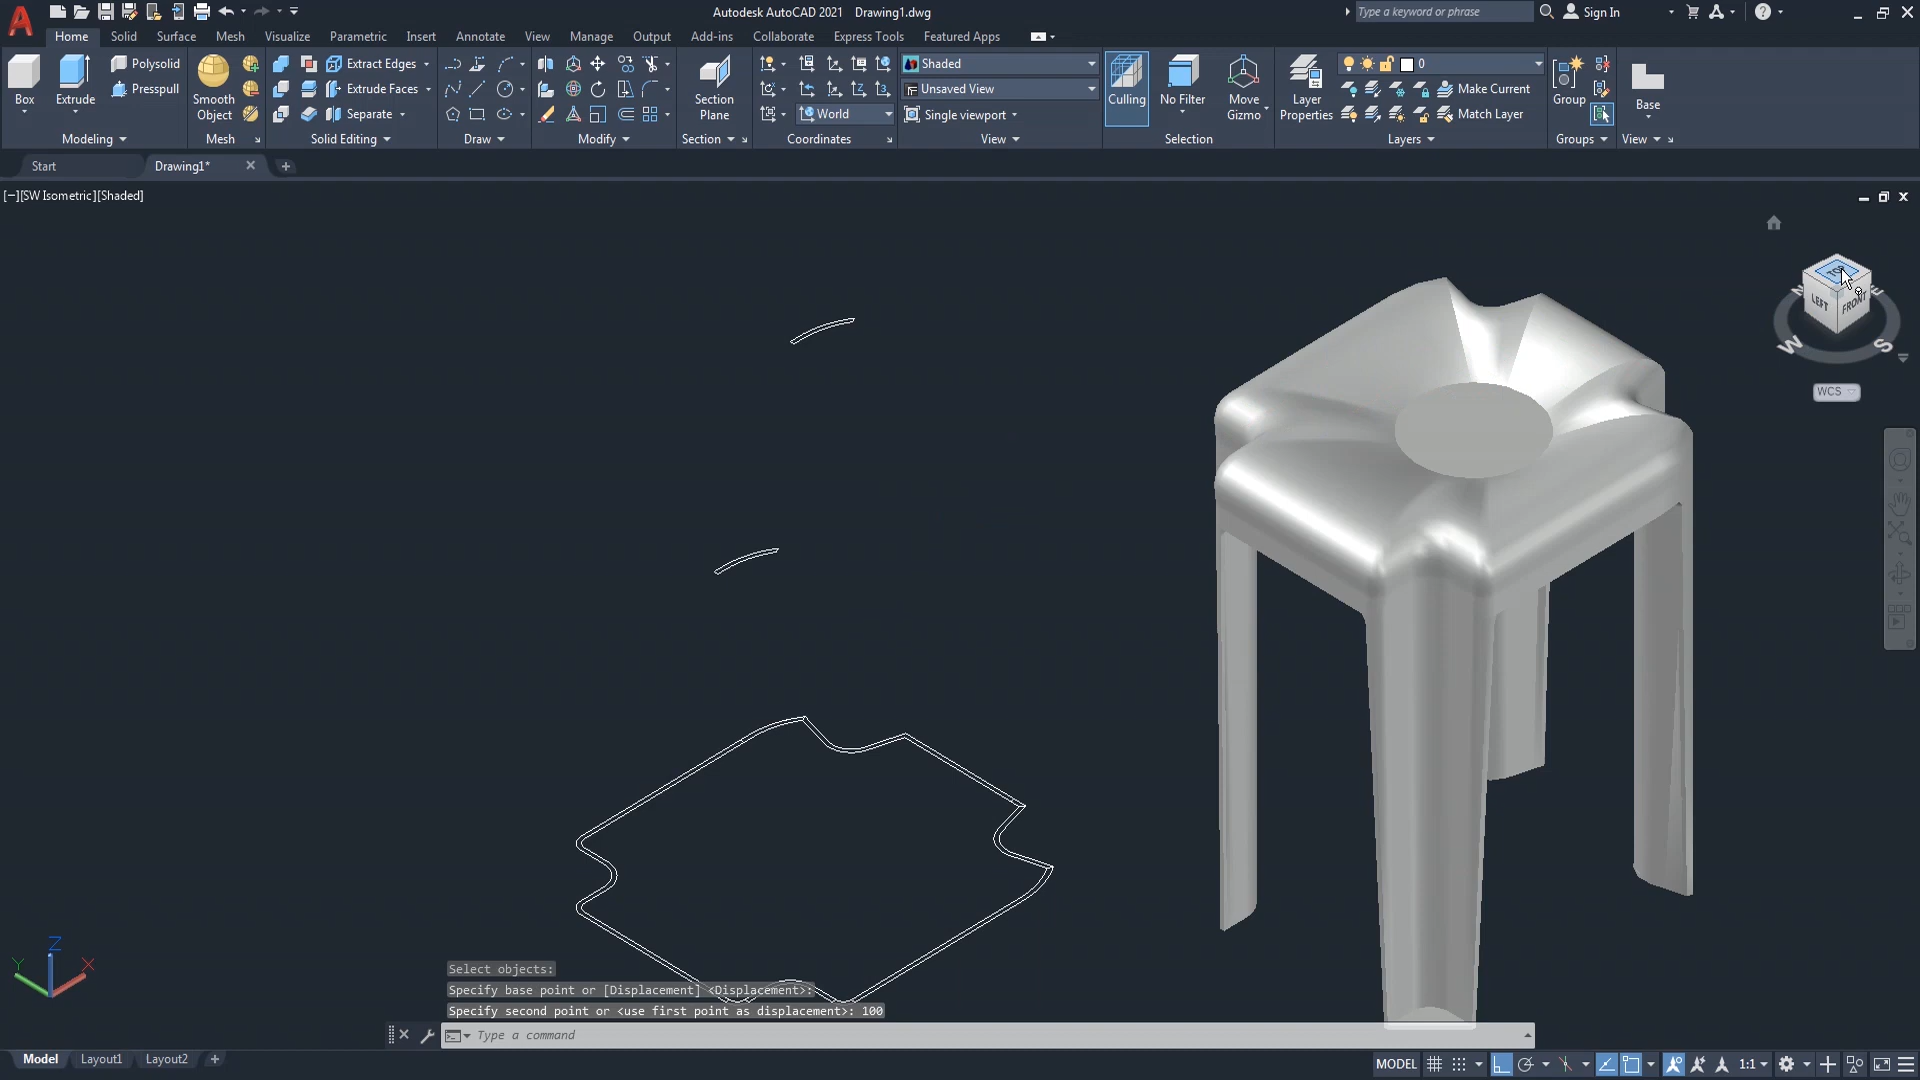 Autodesk AutoCAD 2021 Drawing1.dwg
Type a keyword or phrase
Sign In
Home Solid Surface Mesh Visualize Parametric Insert Annotate View Manage Output Add-ins Collaborate Express Tools Featured Apps
Box
Extrude
Polysolid
Presspull
Modeling
Smooth Object
Mesh
Extract Edges
Extrude Faces
Separate
Solid Editing
Draw
Modify
Section Plane
Section
World
Coordinates
Shaded
Unsaved View
Single viewport
View
Culling
No Filter
Move Gizmo
Selection
Layer Properties
0
Make Current
Match Layer
Layers
Group
Groups
Base
View
Start
Drawing1*
[−][SW Isometric][Shaded]
TOP
LEFT
FRONT
N
E
W
S
WCS
Z
Y
X
Select objects:
Specify base point or [Displacement] <Displacement>:
Specify second point or <use first point as displacement>: 100
Type a command
Model Layout1 Layout2
MODEL
1:1